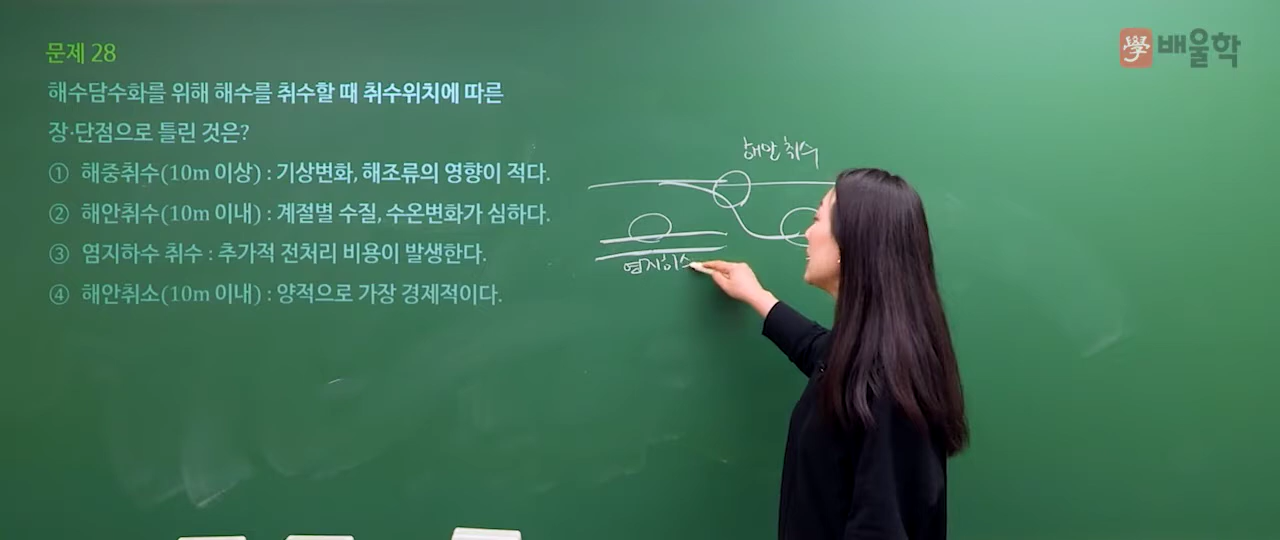 문제 28
해수담수화를 위해 해수를 취수할 때 취수위치에 따른
장·단점으로 틀린 것은?
① 해중취수(10m 이상) : 기상변화, 해조류의 영향이 적다.
② 해안취수(10m 이내) : 계절별 수질, 수온변화가 심하다.
③ 염지하수 취수 : 추가적 전처리 비용이 발생한다.
④ 해안취소(10m 이내) : 양적으로 가장 경제적이다.
學 배울학
해안 취수
염지하수